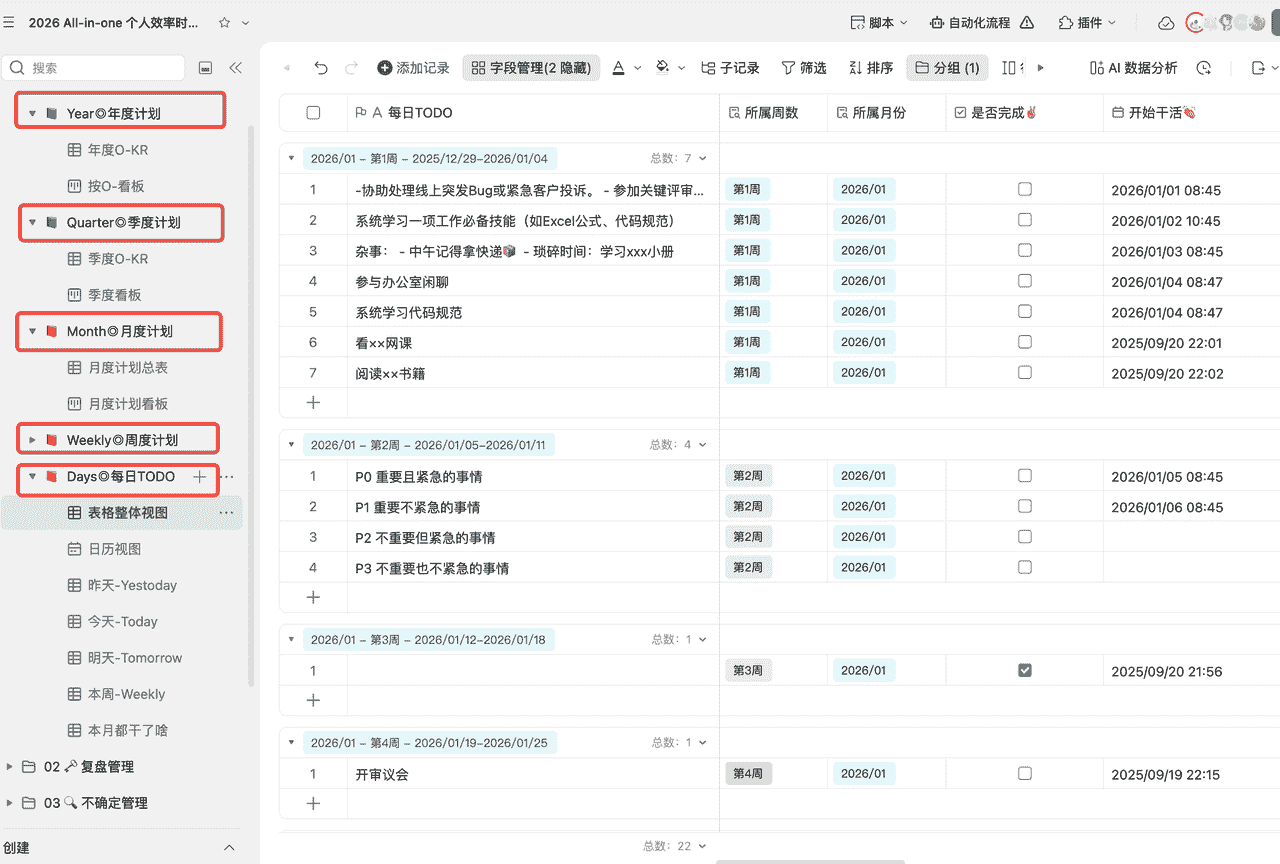 2026 All-in-one 个人效率时...
脚本
自动化流程
插件
搜索
添加记录
字段管理(2 隐藏)
A
子记录
筛选
排序
分组 (1)
AI 数据分析
Year◎年度计划
年度O-KR
按O-看板
Quarter◎季度计划
季度O-KR
季度看板
Month◎月度计划
月度计划总表
月度计划看板
Weekly◎周度计划
Days◎每日TODO
表格整体视图
日历视图
昨天-Yestoday
今天-Today
明天-Tomorrow
本周-Weekly
本月都干了啥
02 🗝 复盘管理
03 🔍 不确定管理
创建
A 每日TODO 所属周数 所属月份 是否完成✌️ 开始干活💘
2026/01 – 第1周 – 2025/12/29–2026/01/04 总数: 7
1 -协助处理线上突发Bug或紧急客户投诉。 - 参加关键评审... 第1周 2026/01 2026/01/01 08:45
2 系统学习一项工作必备技能（如Excel公式、代码规范） 第1周 2026/01 2026/01/02 10:45
3 杂事： - 中午记得拿快递📦 - 琐碎时间：学习xxx小册 第1周 2026/01 2026/01/03 08:45
4 参与办公室闲聊 第1周 2026/01 2026/01/04 08:47
5 系统学习代码规范 第1周 2026/01 2026/01/04 08:47
6 看××网课 第1周 2026/01 2025/09/20 22:01
7 阅读××书籍 第1周 2026/01 2025/09/20 22:02
2026/01 – 第2周 – 2026/01/05–2026/01/11 总数: 4
1 P0 重要且紧急的事情 第2周 2026/01 2026/01/05 08:45
2 P1 重要不紧急的事情 第2周 2026/01 2026/01/06 08:45
3 P2 不重要但紧急的事情 第2周 2026/01
4 P3 不重要也不紧急的事情 第2周 2026/01
2026/01 – 第3周 – 2026/01/12–2026/01/18 总数: 1
1 第3周 2026/01 2025/09/20 21:56
2026/01 – 第4周 – 2026/01/19–2026/01/25 总数: 1
1 开审议会 第4周 2026/01 2025/09/19 22:15
总数: 22